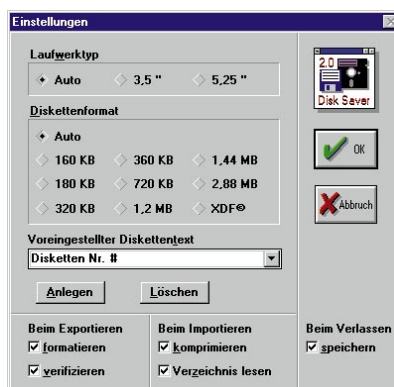 Einstellungen
Laufwerktyp
Auto 3,5 " 5,25 "
Diskettenformat
Auto
160 KB 360 KB 1,44 MB
180 KB 720 KB 2,88 MB
320 KB 1,2 MB XDF©
Voreingestellter Diskettentext
Disketten Nr. #
Anlegen Löschen
2.0
Disk Saver
OK
Abbruch
Beim Exportieren
formatieren
verifizieren
Beim Importieren
komprimieren
Verzeichnis lesen
Beim Verlassen
speichern